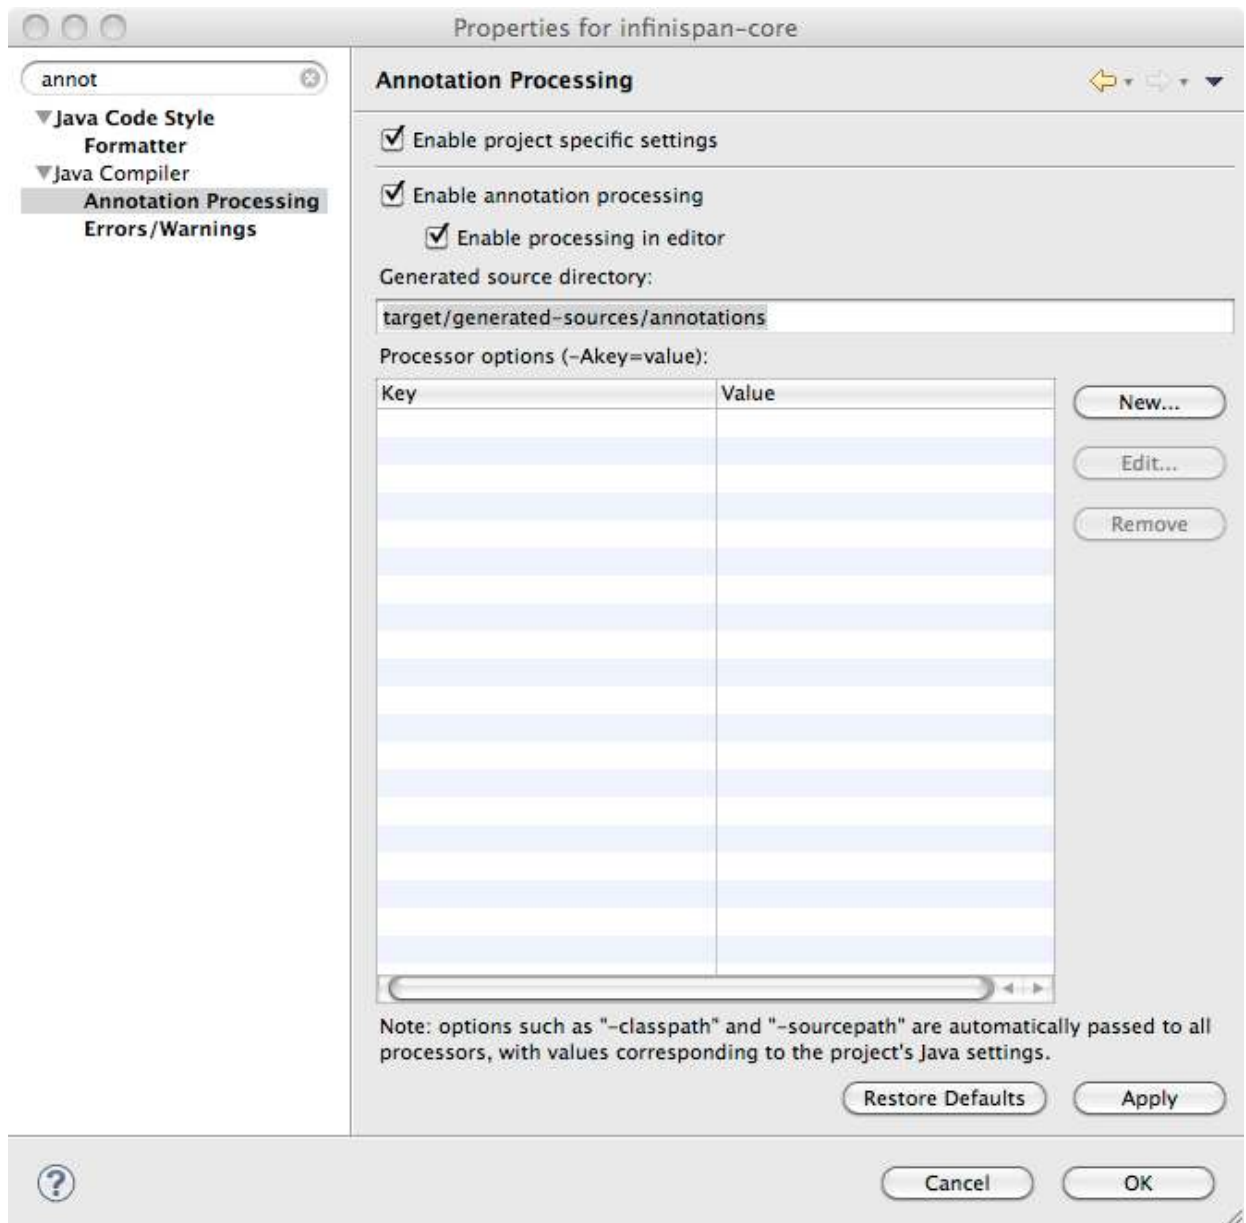 Properties for infinispan-core
annot
Java Code Style
Formatter
Java Compiler
Annotation Processing
Errors/Warnings
Annotation Processing
Enable project specific settings
Enable annotation processing
Enable processing in editor
Generated source directory:
target/generated-sources/annotations
Processor options (-Akey=value):
Key Value
New...
Edit...
Remove
Note: options such as "-classpath" and "-sourcepath" are automatically passed to all
processors, with values corresponding to the project's Java settings.
Restore Defaults Apply
? Cancel OK